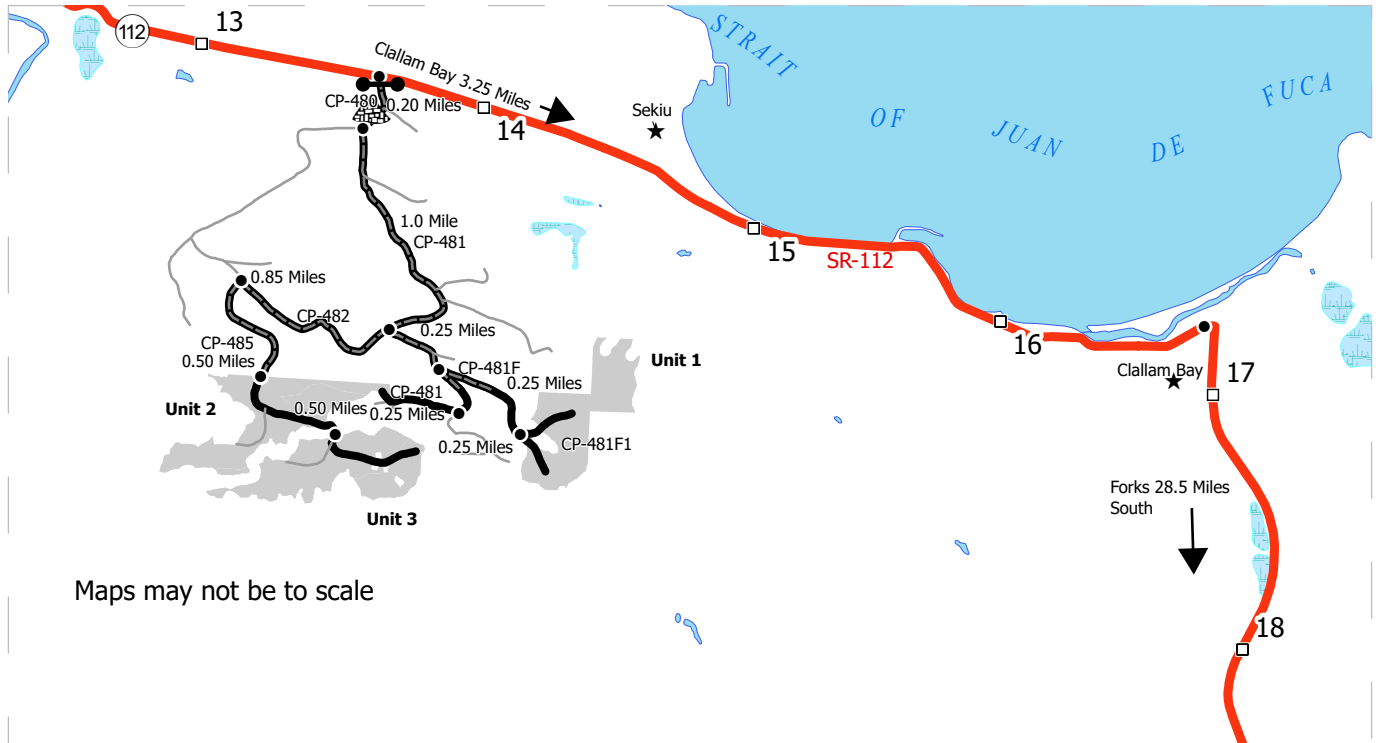 112
13
STRAIT
OF
JUAN
DE
FUCA
Clallam Bay 3.25 Miles
CP-480
0.20 Miles
14
Sekiu
1.0 Mile
CP-481
15
SR-112
0.85 Miles
CP-482
0.25 Miles
16
CP-485
0.50 Miles
CP-481F
0.25 Miles
Unit 1
Clallam Bay
17
Unit 2
CP-481
0.50 Miles
0.25 Miles
0.25 Miles
CP-481F1
Unit 3
Forks 28.5 Miles
South
Maps may not be to scale
18